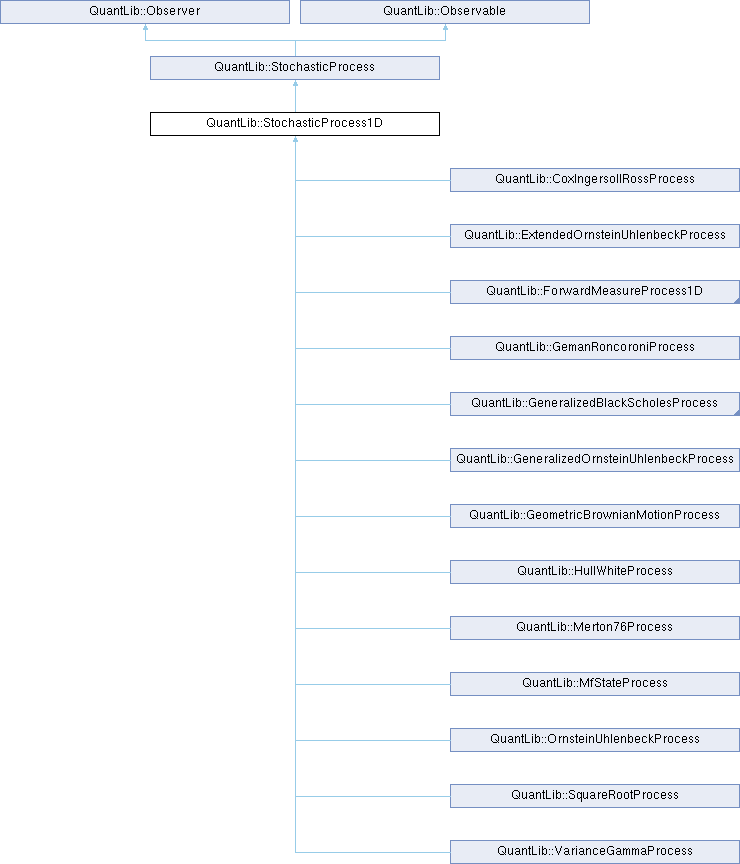 QuantLib::Observer
QuantLib::Observable
QuantLib::StochasticProcess
QuantLib::StochasticProcess1D
QuantLib::CoxIngersollRossProcess
QuantLib::ExtendedOrnsteinUhlenbeckProcess
QuantLib::ForwardMeasureProcess1D
QuantLib::GemanRoncoroniProcess
QuantLib::GeneralizedBlackScholesProcess
QuantLib::GeneralizedOrnsteinUhlenbeckProcess
QuantLib::GeometricBrownianMotionProcess
QuantLib::HullWhiteProcess
QuantLib::Merton76Process
QuantLib::MfStateProcess
QuantLib::OrnsteinUhlenbeckProcess
QuantLib::SquareRootProcess
QuantLib::VarianceGammaProcess